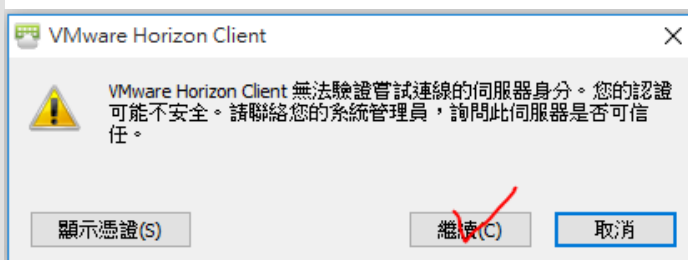 VMware Horizon Client
VMware Horizon Client 無法驗證嘗試連線的伺服器身分。您的認證
可能不安全。請聯絡您的系統管理員，詢問此伺服器是否可信
任。
顯示憑證(S)
繼續(C)
取消